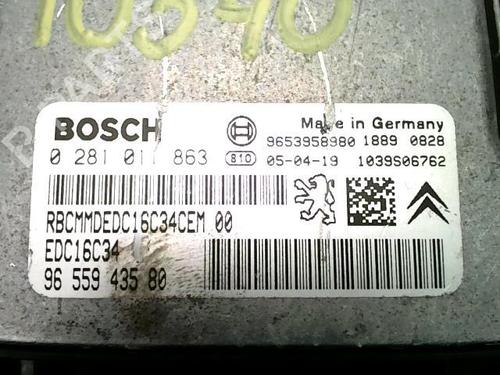 10590
BOSCH
Made in Germany
9653958980 1889 0828
0 281 011 863
810
05-04-19 1039S06762
RBCMMDEDC16C34CEM 00
EDC16C34
96 559 435 80